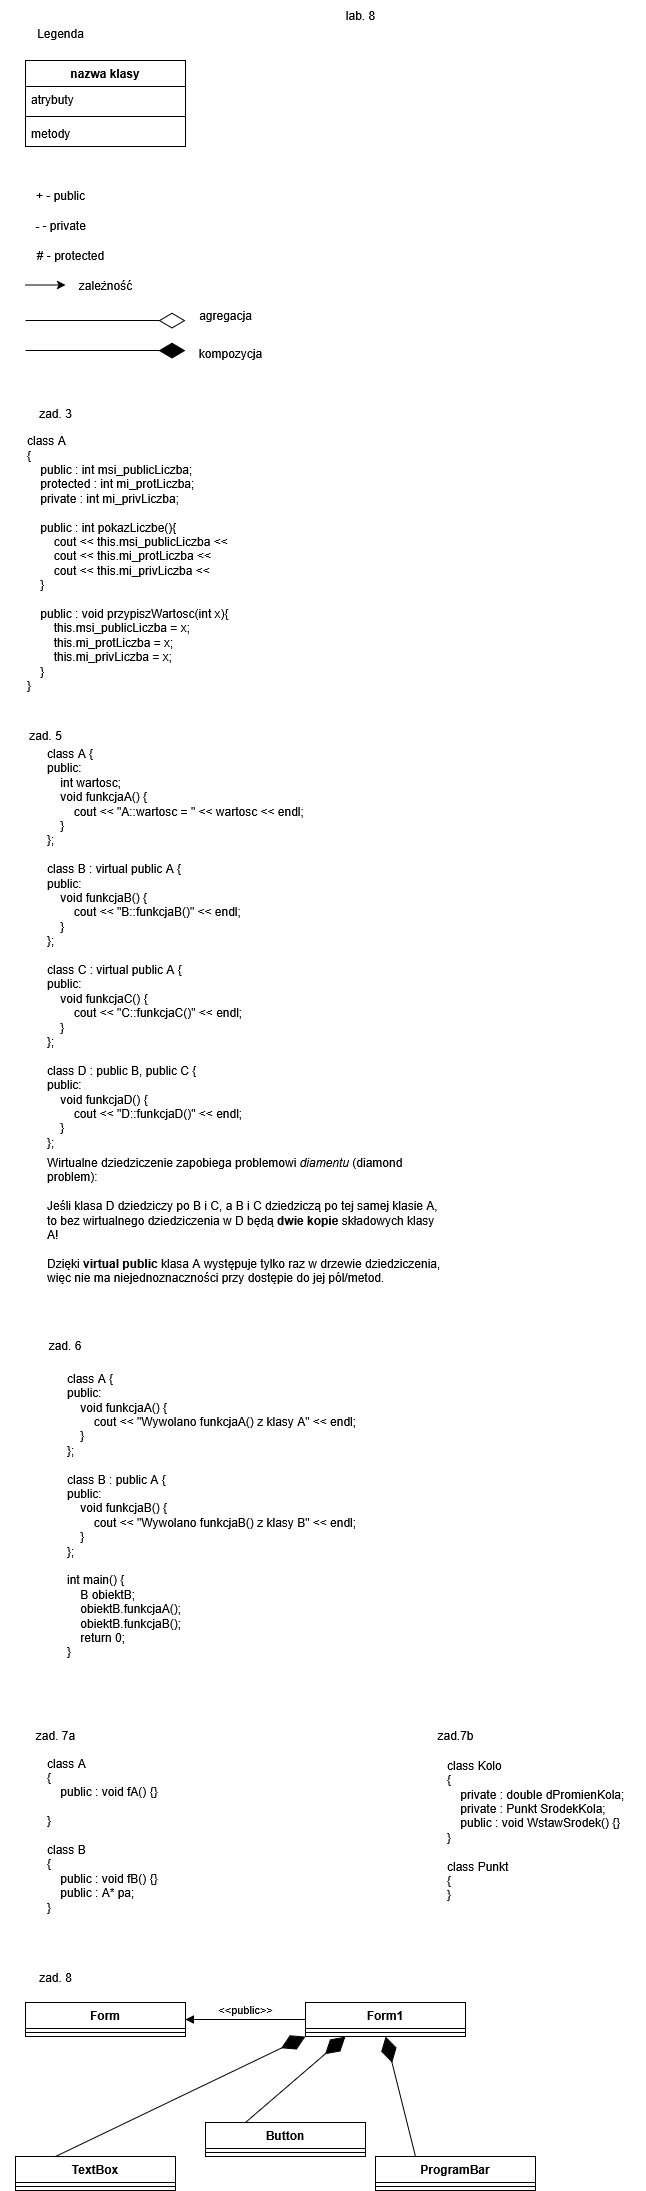 lab. 8
Legenda
nazwa klasy
atrybuty
metody
+ - public
- - private
# - protected
zależność
agregacja
kompozycja
zad. 3
class A
{
public : int msi_publicLiczba;
protected : int mi_protLiczba;
private : int mi_privLiczba;
public : int pokazLiczbe(){
cout << this.msi_publicLiczba <<
cout << this.mi_protLiczba <<
cout << this.mi_privLiczba <<
}
public : void przypiszWartosc(int x){
this.msi_publicLiczba = x;
this.mi_protLiczba = x;
this.mi_privLiczba = x;
}
}
zad. 5
class A {
public:
int wartosc;
void funkcjaA() {
cout << "A::wartosc = " << wartosc << endl;
}
};
class B : virtual public A {
public:
void funkcjaB() {
cout << "B::funkcjaB()" << endl;
}
};
class C : virtual public A {
public:
void funkcjaC() {
cout << "C::funkcjaC()" << endl;
}
};
class D : public B, public C {
public:
void funkcjaD() {
cout << "D::funkcjaD()" << endl;
}
};
Wirtualne dziedziczenie zapobiega problemowi diamentu (diamond
problem):
Jeśli klasa D dziedziczy po B i C, a B i C dziedziczą po tej samej klasie A,
to bez wirtualnego dziedziczenia w D będą dwie kopie składowych klasy
A!
Dzięki virtual public klasa A występuje tylko raz w drzewie dziedziczenia,
więc nie ma niejednoznaczności przy dostępie do jej pól/metod.
zad. 6
class A {
public:
void funkcjaA() {
cout << "Wywolano funkcjaA() z klasy A" << endl;
}
};
class B : public A {
public:
void funkcjaB() {
cout << "Wywolano funkcjaB() z klasy B" << endl;
}
};
int main() {
B obiektB;
obiektB.funkcjaA();
obiektB.funkcjaB();
return 0;
}
zad. 7a
class A
{
public : void fA() {}
}
class B
{
public : void fB() {}
public : A* pa;
}
zad.7b
class Kolo
{
private : double dPromienKola;
private : Punkt SrodekKola;
public : void WstawSrodek() {}
}
class Punkt
{
}
zad. 8
Form
<<public>>
Form1
Button
TextBox
ProgramBar